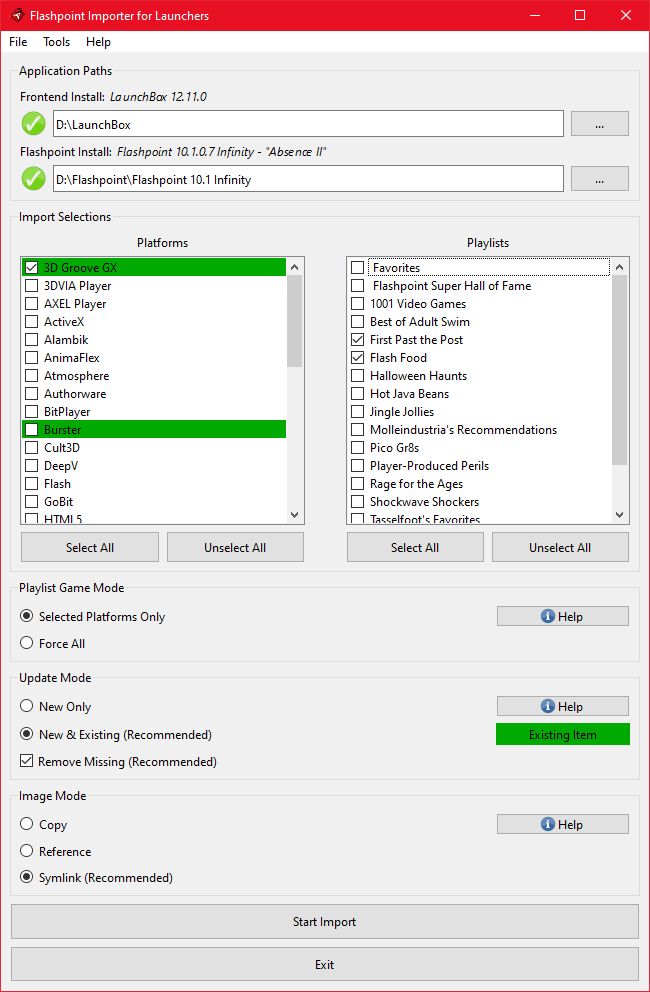 Flashpoint Importer for Launchers
File Tools Help
Application Paths
Frontend Install: LaunchBox 12.11.0
D:\LaunchBox
...
Flashpoint Install: Flashpoint 10.1.0.7 Infinity - "Absence II"
D:\Flashpoint\Flashpoint 10.1 Infinity
...
Import Selections
Platforms
3D Groove GX
3DVIA Player
AXEL Player
ActiveX
Alambik
AnimaFlex
Atmosphere
Authorware
BitPlayer
Burster
Cult3D
DeepV
Flash
GoBit
HTML5
Select All
Unselect All
Playlists
Favorites
Flashpoint Super Hall of Fame
1001 Video Games
Best of Adult Swim
First Past the Post
Flash Food
Halloween Haunts
Hot Java Beans
Jingle Jollies
Molleindustria's Recommendations
Pico Gr8s
Player-Produced Perils
Rage for the Ages
Shockwave Shockers
Tasselfoot's Favorites
Select All
Unselect All
Playlist Game Mode
Selected Platforms Only
Help
Force All
Update Mode
New Only
Help
New & Existing (Recommended)
Existing Item
Remove Missing (Recommended)
Image Mode
Copy
Help
Reference
Symlink (Recommended)
Start Import
Exit